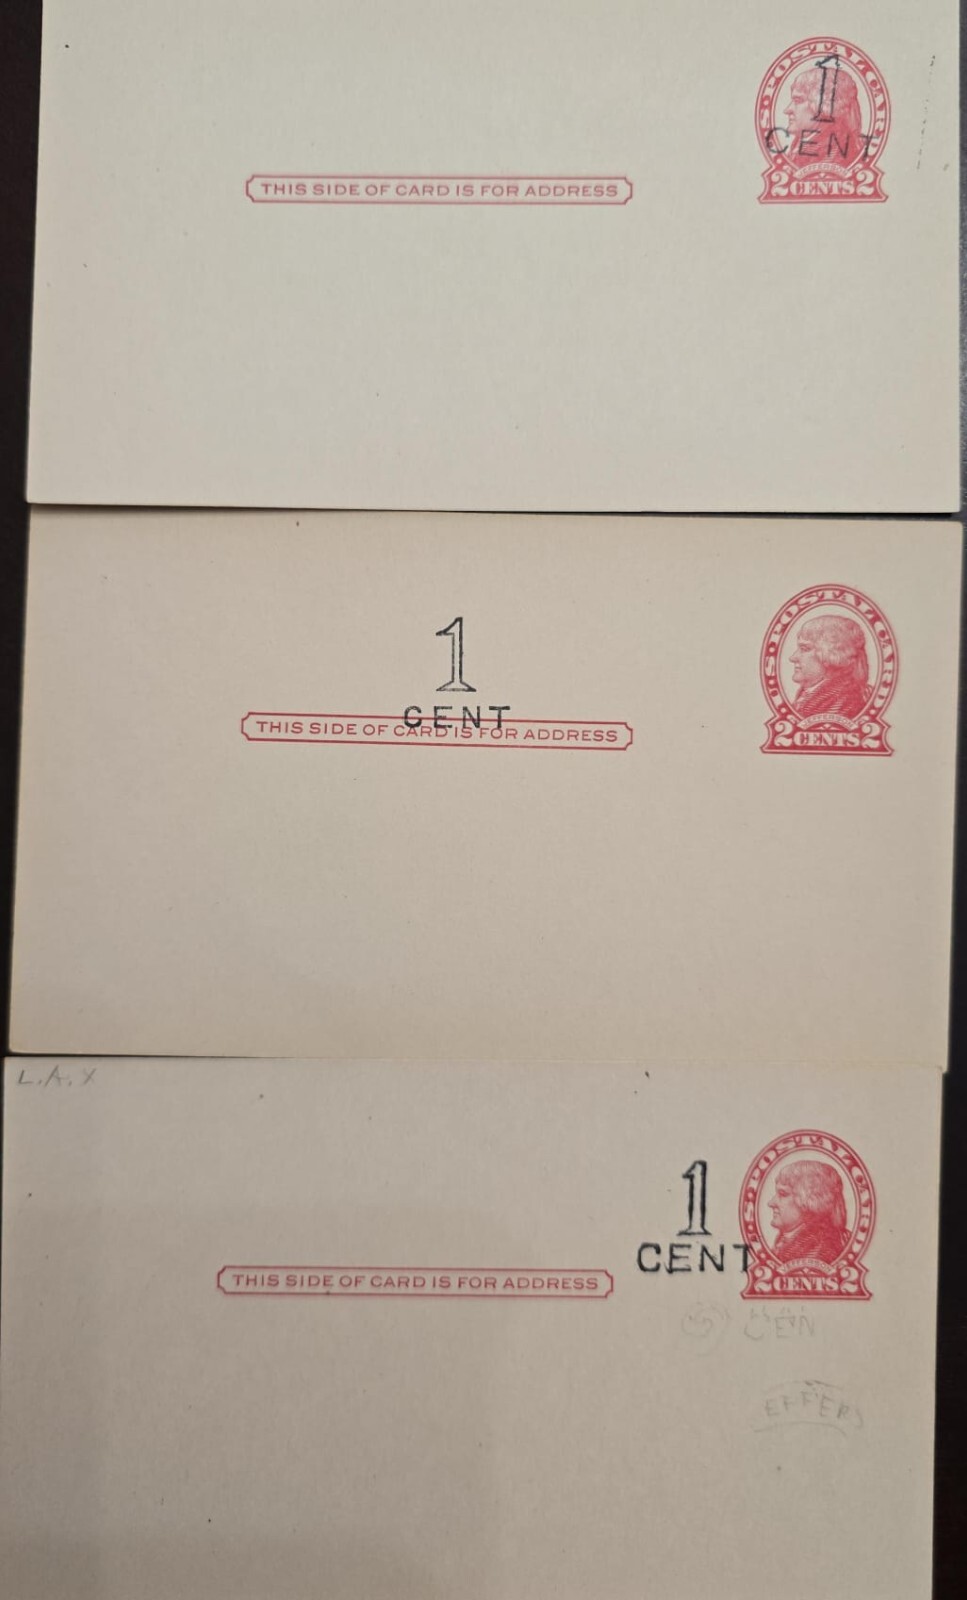 U.S. POSTAL CARD
1
CENT
JEFFERSON
2 CENTS 2
THIS SIDE OF CARD IS FOR ADDRESS
U.S. POSTAL CARD
1
CENT
JEFFERSON
2 CENTS 2
THIS SIDE OF CARD IS FOR ADDRESS
L.A. X
U.S. POSTAL CARD
1
CENT
JEFFERSON
2 CENTS 2
THIS SIDE OF CARD IS FOR ADDRESS